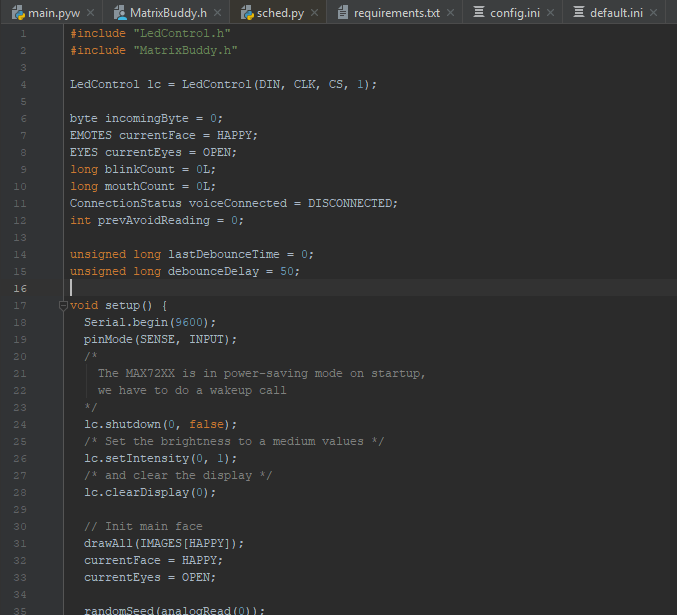 main.pyw MatrixBuddy.h sched.py requirements.txt config.ini default.ini
1 #include "LedControl.h"
2 #include "MatrixBuddy.h"
3
4 LedControl lc = LedControl(DIN, CLK, CS, 1);
5
6 byte incomingByte = 0;
7 EMOTES currentFace = HAPPY;
8 EYES currentEyes = OPEN;
9 long blinkCount = 0L;
10 long mouthCount = 0L;
11 ConnectionStatus voiceConnected = DISCONNECTED;
12 int prevAvoidReading = 0;
13
14 unsigned long lastDebounceTime = 0;
15 unsigned long debounceDelay = 50;
16
17 void setup() {
18 Serial.begin(9600);
19 pinMode(SENSE, INPUT);
20 /*
21 The MAX72XX is in power-saving mode on startup,
22 we have to do a wakeup call
23 */
24 lc.shutdown(0, false);
25 /* Set the brightness to a medium values */
26 lc.setIntensity(0, 1);
27 /* and clear the display */
28 lc.clearDisplay(0);
29
30 // Init main face
31 drawAll(IMAGES[HAPPY]);
32 currentFace = HAPPY;
33 currentEyes = OPEN;
34
35 randomSeed(analogRead(0));